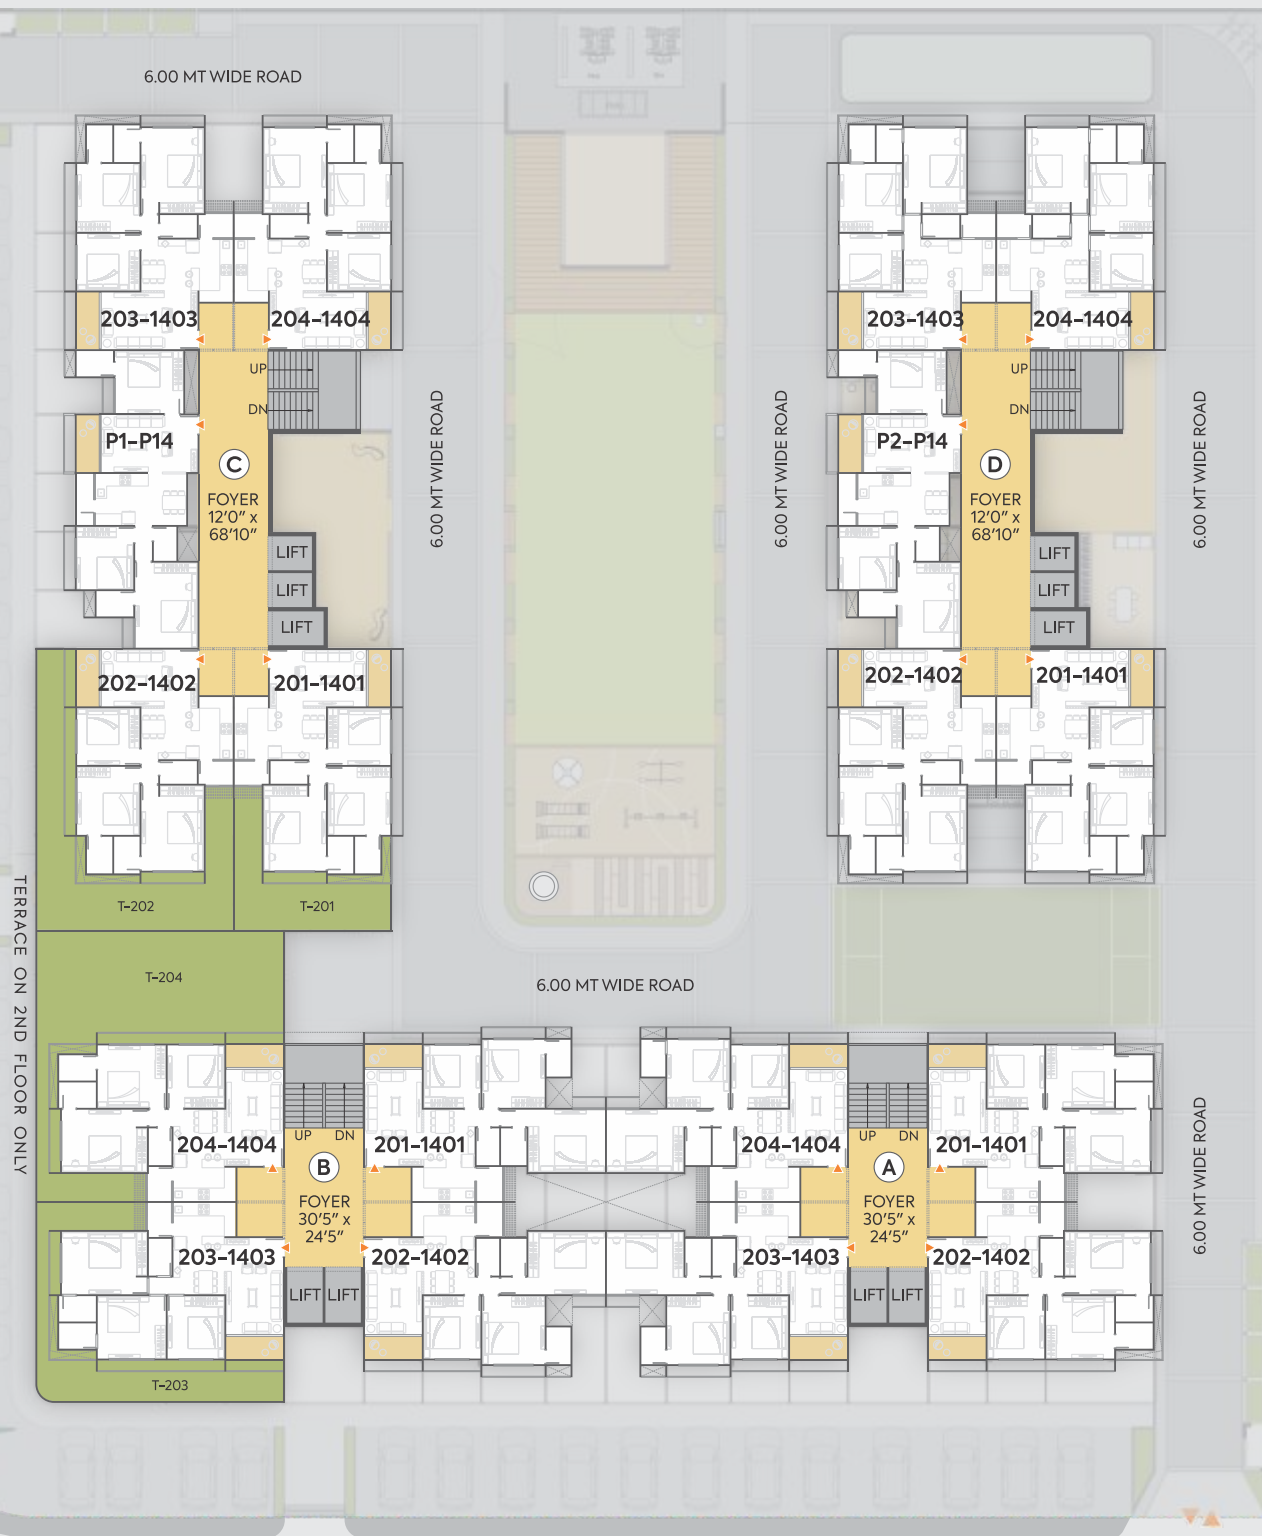 6.00 MT WIDE ROAD
203-1403
204-1404
203-1403
204-1404
UP
DN
UP
DN
P1-P14
P2-P14
C
FOYER
12'0" x
68'10"
D
FOYER
12'0" x
68'10"
6.00 MT WIDE ROAD
6.00 MT WIDE ROAD
6.00 MT WIDE ROAD
LIFT
LIFT
LIFT
LIFT
LIFT
LIFT
202-1402
201-1401
202-1402
201-1401
T-202
T-201
T-204
6.00 MT WIDE ROAD
TERRACE ON 2ND FLOOR ONLY
204-1404
UP
DN
201-1401
204-1404
UP
DN
201-1401
B
FOYER
30'5" x
24'5"
A
FOYER
30'5" x
24'5"
6.00 MT WIDE ROAD
203-1403
202-1402
203-1403
202-1402
LIFT
LIFT
LIFT
LIFT
T-203